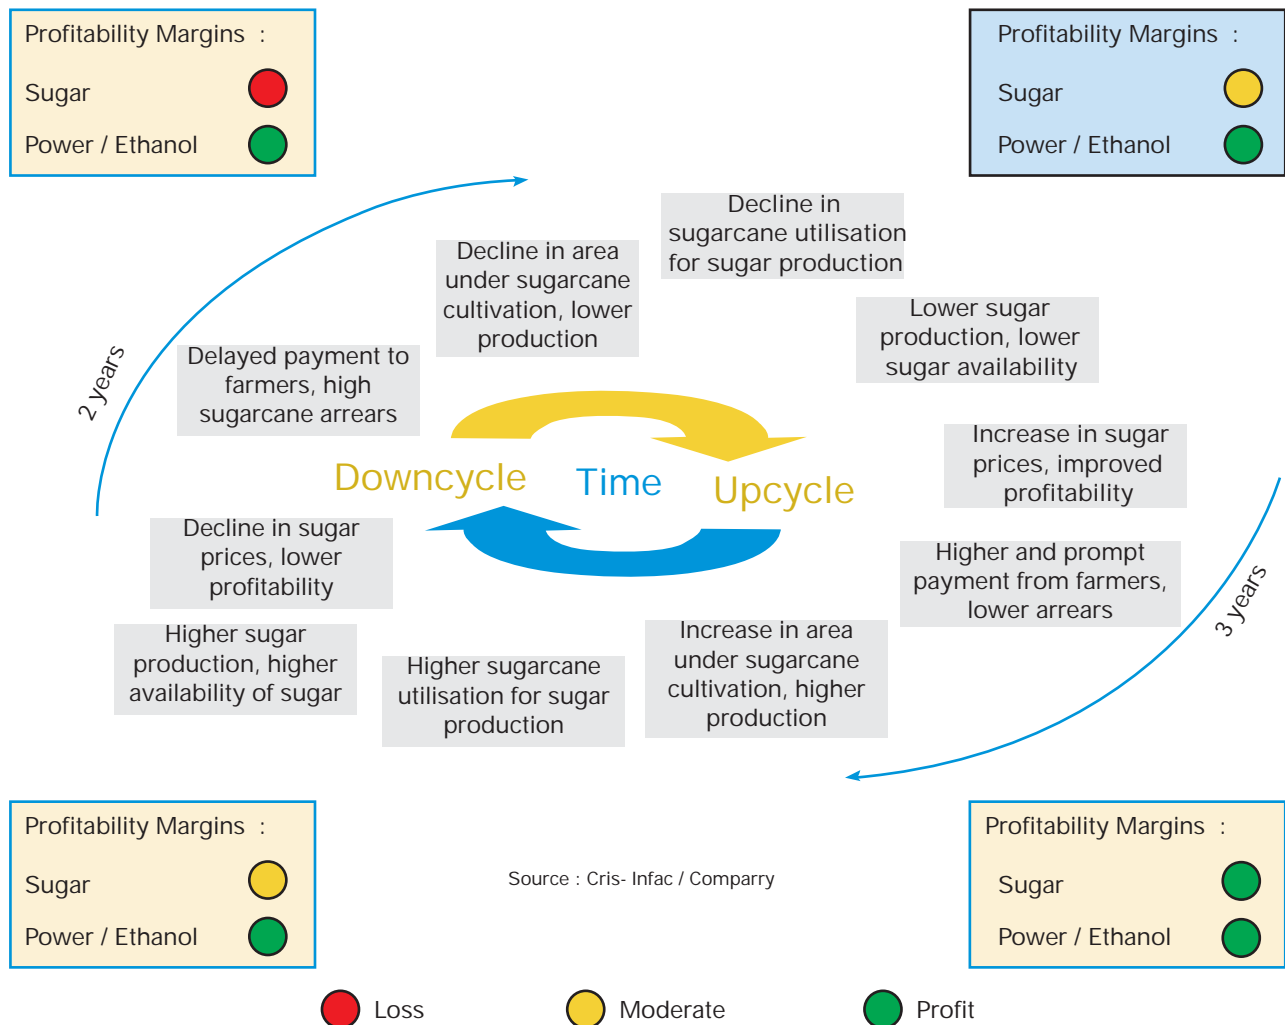 Profitability Margins :
Sugar
Power / Ethanol
Profitability Margins :
Sugar
Power / Ethanol
2 years
Decline in
sugarcane utilisation
for sugar production
Decline in area
under sugarcane
cultivation, lower
production
Lower sugar
production, lower
sugar availability
Delayed payment to
farmers, high
sugarcane arrears
Increase in sugar
prices, improved
profitability
Downcycle
Time
Upcycle
Decline in sugar
prices, lower
profitability
Higher and prompt
payment from farmers,
lower arrears
3 years
Higher sugar
production, higher
availability of sugar
Higher sugarcane
utilisation for sugar
production
Increase in area
under sugarcane
cultivation, higher
production
Profitability Margins :
Sugar
Power / Ethanol
Source : Cris- Infac / Comparry
Profitability Margins :
Sugar
Power / Ethanol
Loss
Moderate
Profit